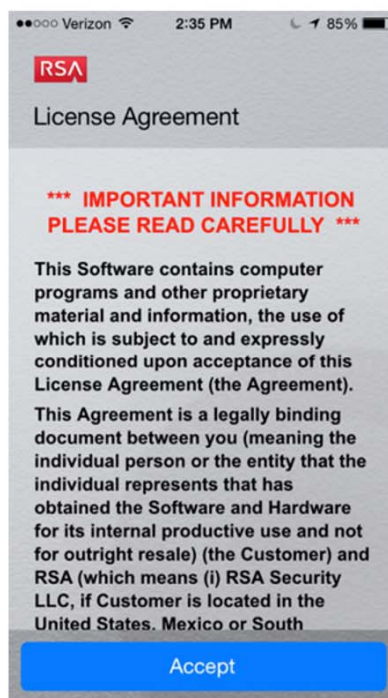 ●●○○○ Verizon 2:35 PM 85%
RSA
License Agreement
*** IMPORTANT INFORMATION
PLEASE READ CAREFULLY ***
This Software contains computer
programs and other proprietary
material and information, the use of
which is subject to and expressly
conditioned upon acceptance of this
License Agreement (the Agreement).
This Agreement is a legally binding
document between you (meaning the
individual person or the entity that the
individual represents that has
obtained the Software and Hardware
for its internal productive use and not
for outright resale) (the Customer) and
RSA (which means (i) RSA Security
LLC, if Customer is located in the
United States, Mexico or South
Accept